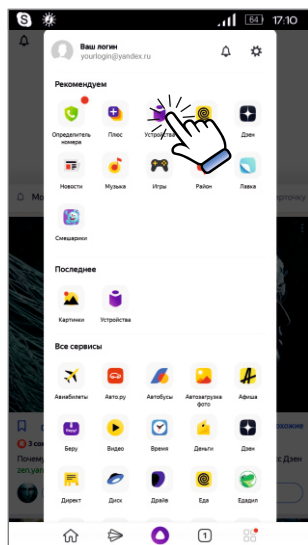 64 17:10
Ваш логин
yourlogin@yandex.ru
Рекомендуем
Определитель номера
Плюс
Устройства
Дзен
Новости
Музыка
Игры
Район
Лавка
Смешарики
Последнее
Картинки
Устройства
Все сервисы
Авиабилеты
Авто.ру
Автобусы
Автозагрузка фото
Афиша
Беру
Видео
Время
Деньги
Дзен
Директ
Диск
Драйв
Еда
Едадил
1